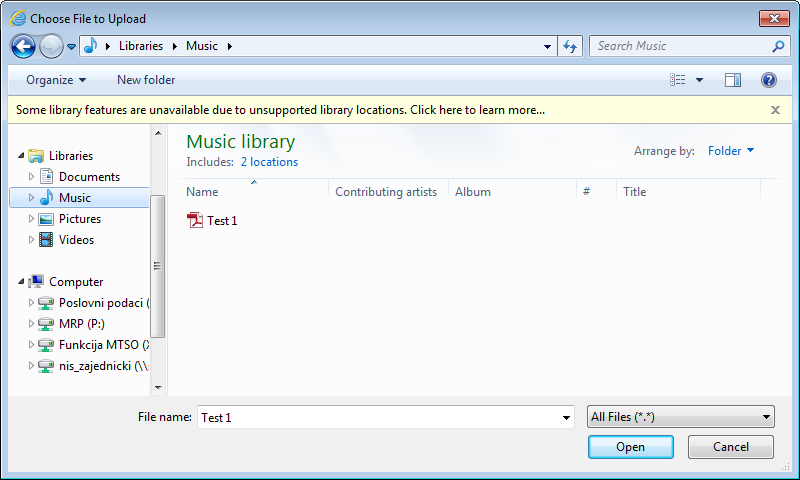 Choose File to Upload
Libraries Music
Search Music
Organize New folder
Some library features are unavailable due to unsupported library locations. Click here to learn more...
Music library
Includes: 2 locations
Arrange by: Folder
Name Contributing artists Album # Title
Test 1
Libraries
Documents
Music
Pictures
Videos
Computer
Poslovni podaci (
MRP (P:)
Funkcija MTSO (X
nis_zajednicki (\\
File name: Test 1
All Files (*.*)
Open Cancel